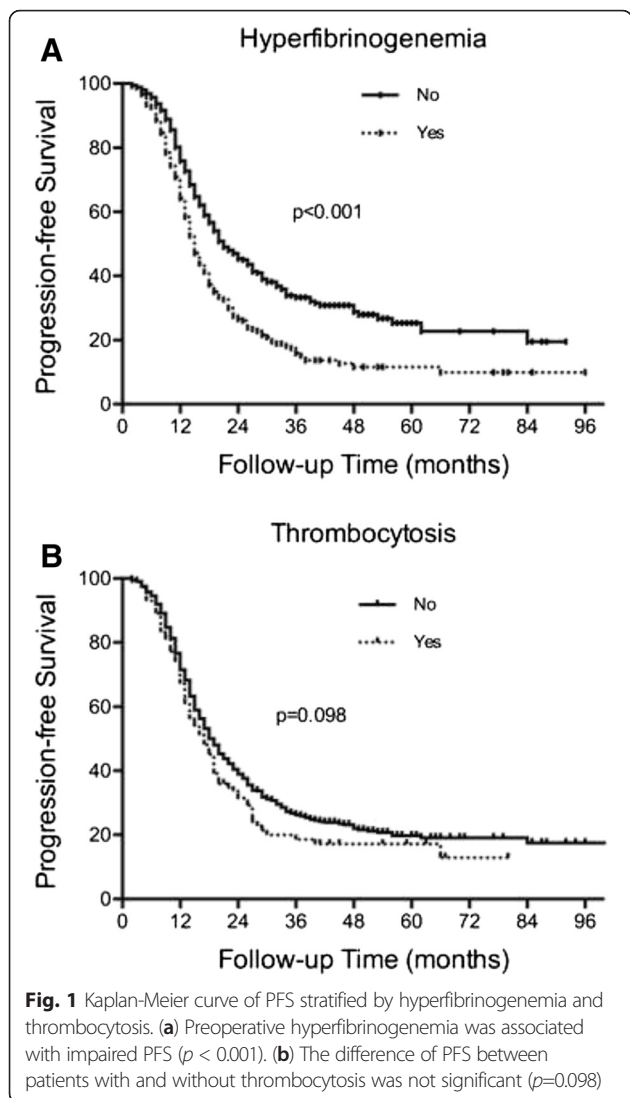 A
Hyperfibrinogenemia
100
80
60
40
20
0
Progression-free Survival
No
Yes
p<0.001
0 12 24 36 48 60 72 84 96
Follow-up Time (months)
B
Thrombocytosis
100
80
60
40
20
0
Progression-free Survival
No
Yes
p=0.098
0 12 24 36 48 60 72 84 96
Follow-up Time (months)
Fig. 1 Kaplan-Meier curve of PFS stratified by hyperfibrinogenemia and
thrombocytosis. (a) Preoperative hyperfibrinogenemia was associated
with impaired PFS (p < 0.001). (b) The difference of PFS between
patients with and without thrombocytosis was not significant (p=0.098)